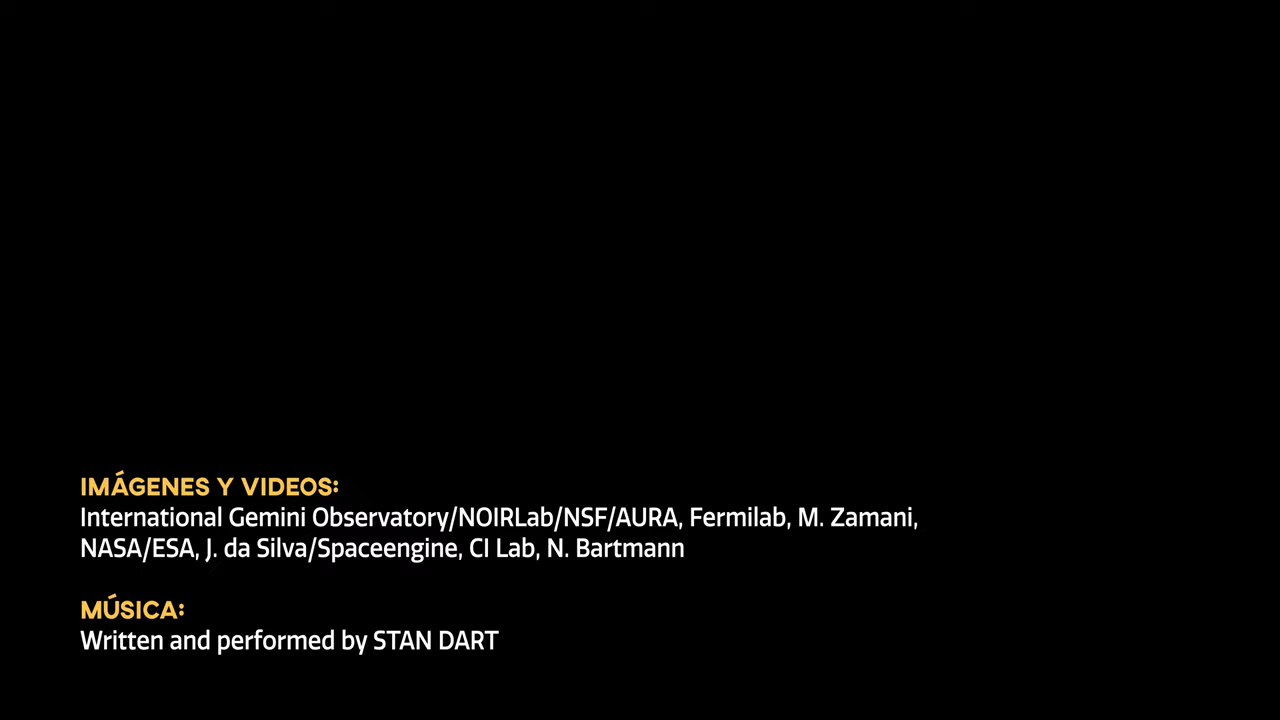 IMÁGENES Y VIDEOS:
International Gemini Observatory/NOIRLab/NSF/AURA, Fermilab, M. Zamani,
NASA/ESA, J. da Silva/Spaceengine, CI Lab, N. Bartmann
MÚSICA:
Written and performed by STAN DART